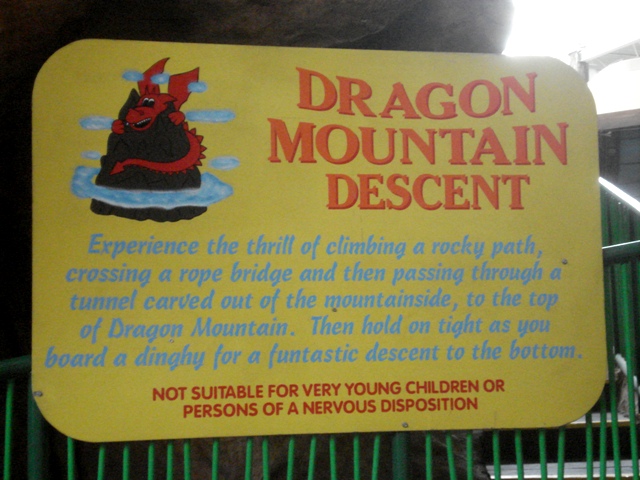 DRAGON
MOUNTAIN
DESCENT
Experience the thrill of climbing a rocky path,
crossing a rope bridge and then passing through a
tunnel carved out of the mountainside, to the top
of Dragon Mountain. Then hold on tight as you
board a dinghy for a funtastic descent to the bottom.
NOT SUITABLE FOR VERY YOUNG CHILDREN OR
PERSONS OF A NERVOUS DISPOSITION